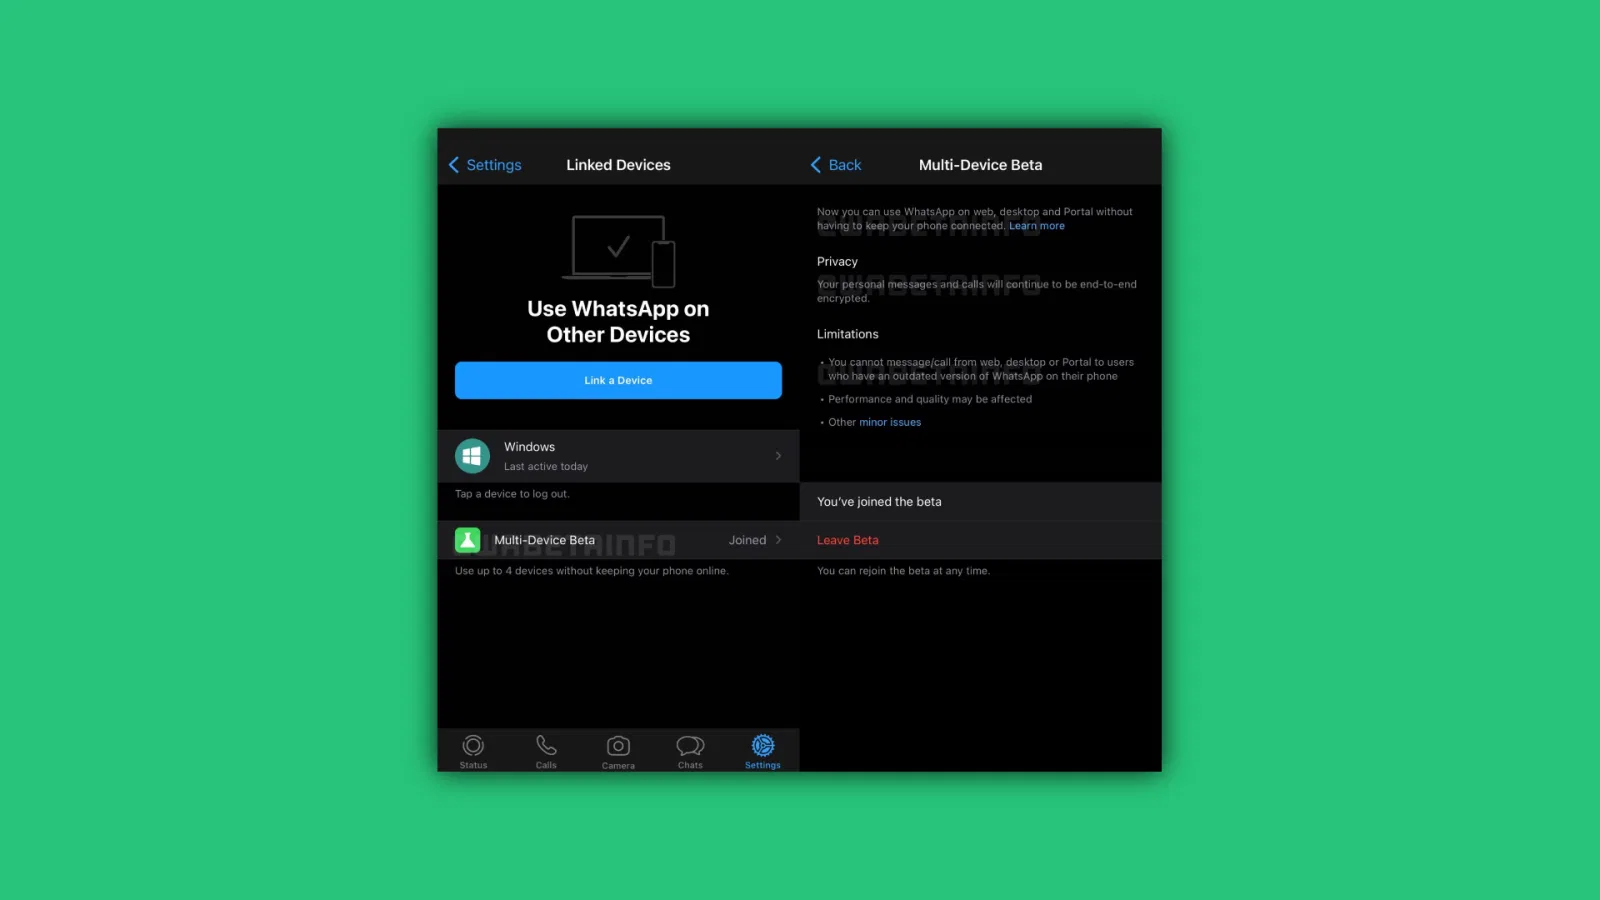 Settings
Linked Devices
Use WhatsApp on
Other Devices
Link a Device
Windows
Last active today
Tap a device to log out.
Multi-Device Beta
Joined
@WABETAINFO
Use up to 4 devices without keeping your phone online.
Status
Calls
Camera
Chats
Settings
Back
Multi-Device Beta
Now you can use WhatsApp on web, desktop and Portal without
having to keep your phone connected. Learn more
@WABETAINFO
Privacy
Your personal messages and calls will continue to be end-to-end
encrypted.
@WABETAINFO
Limitations
• You cannot message/call from web, desktop or Portal to users
who have an outdated version of WhatsApp on their phone
@WABETAINFO
• Performance and quality may be affected
• Other minor issues
You’ve joined the beta
Leave Beta
You can rejoin the beta at any time.